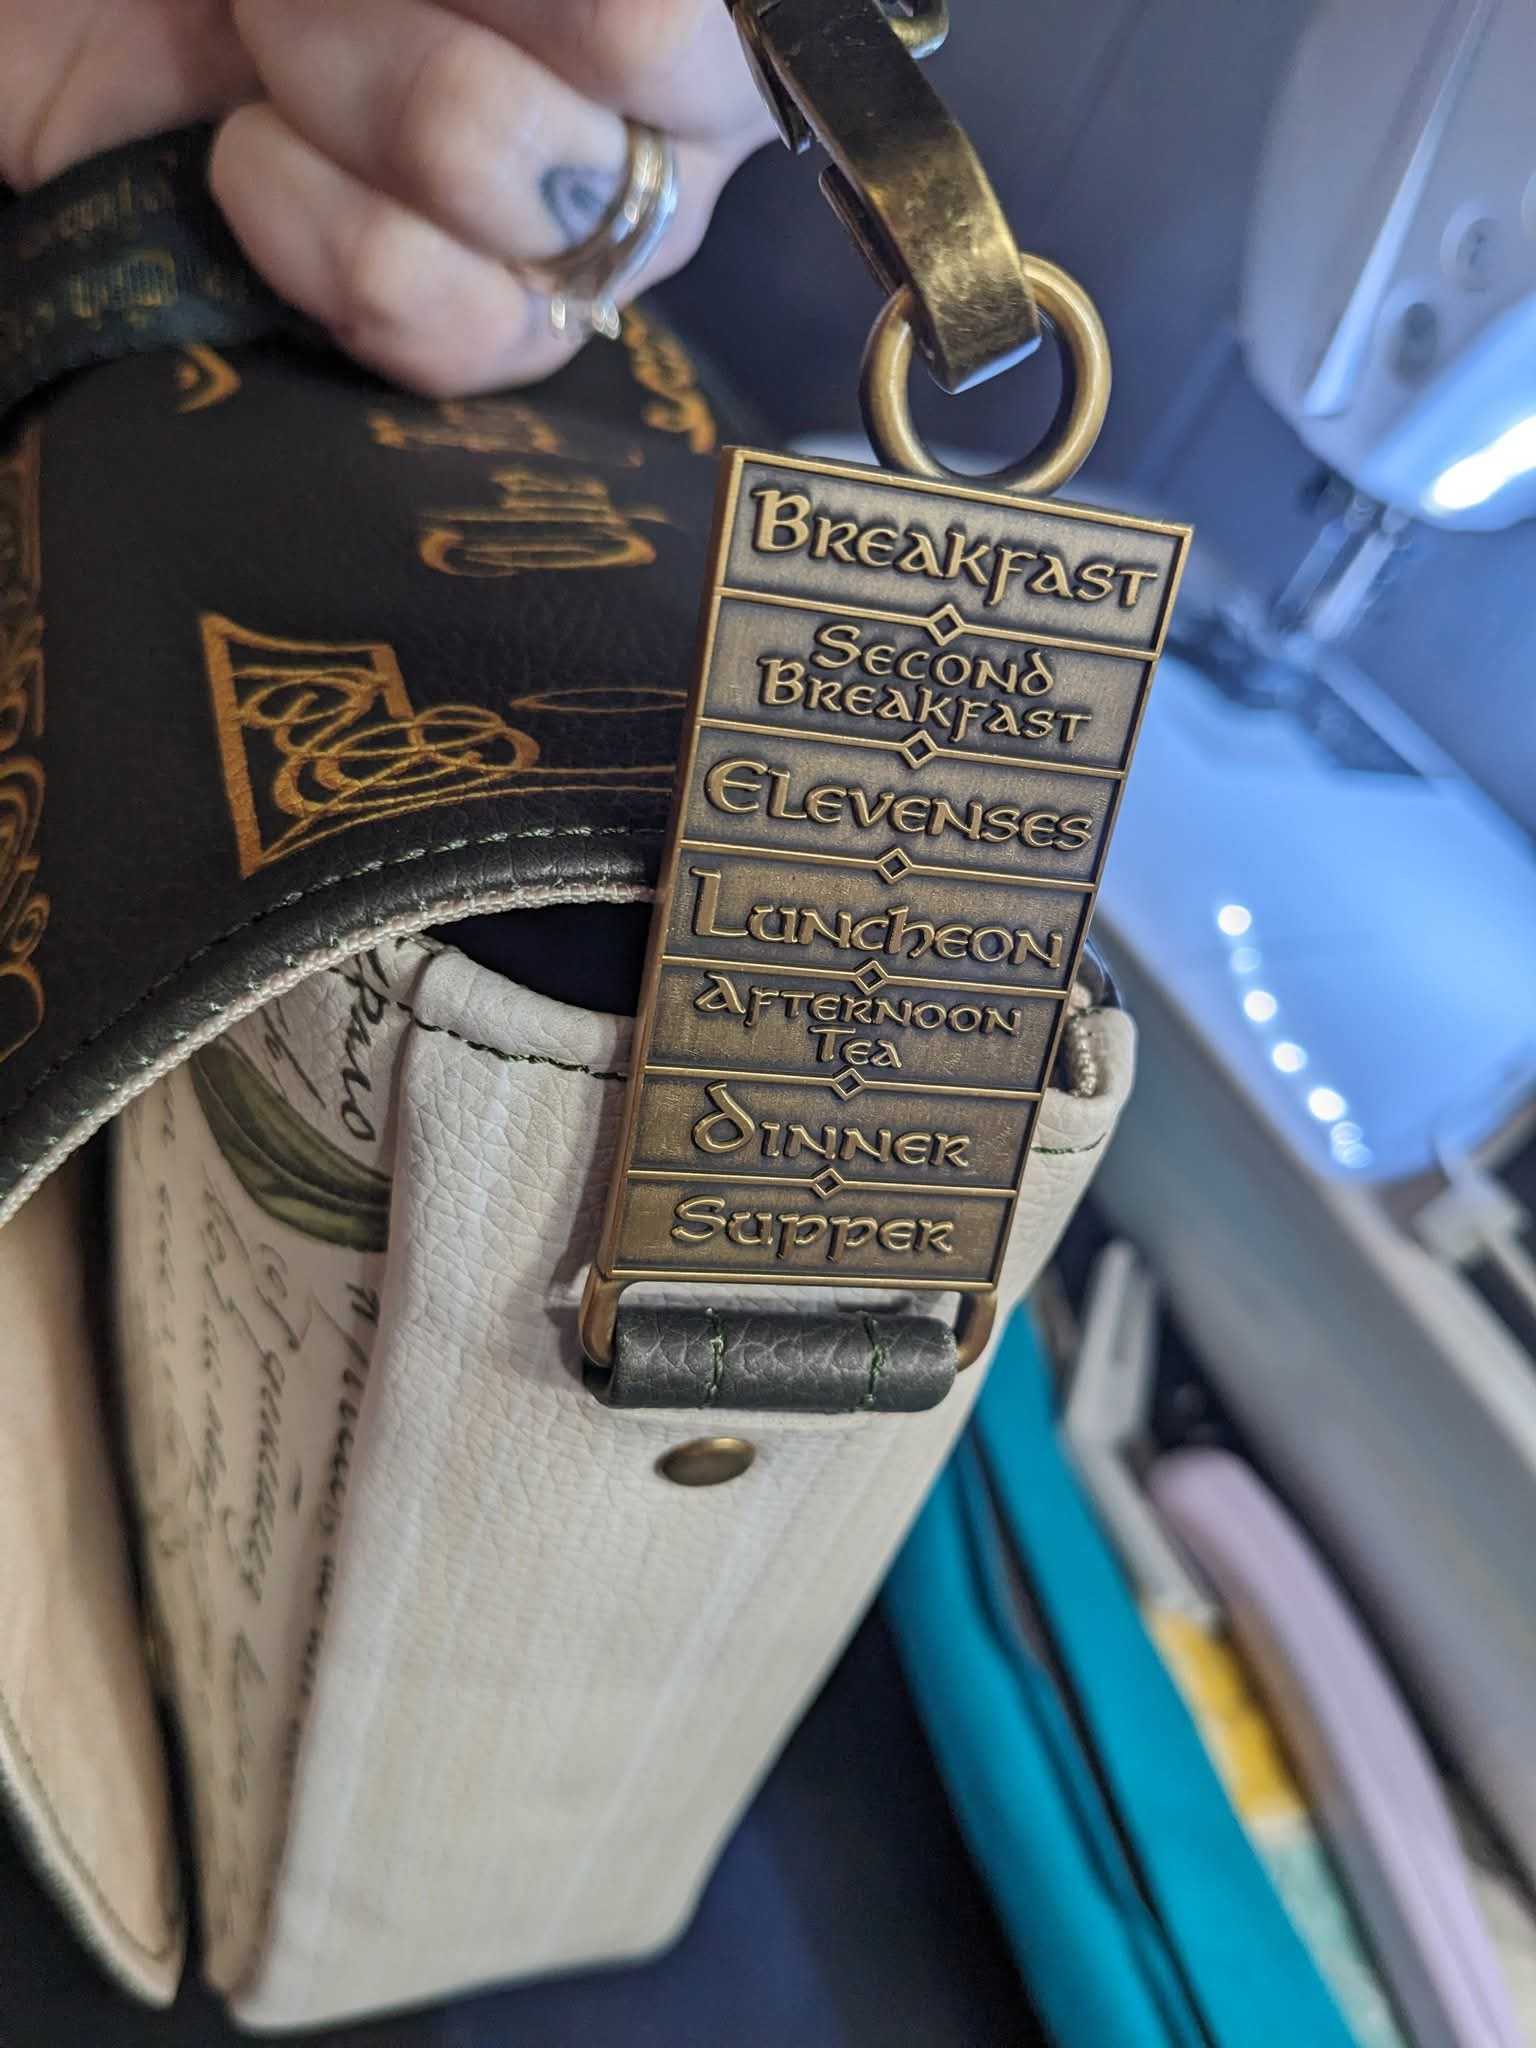 Breakfast
Second
Breakfast
Elevenses
Luncheon
Afternoon
Tea
Dinner
Supper